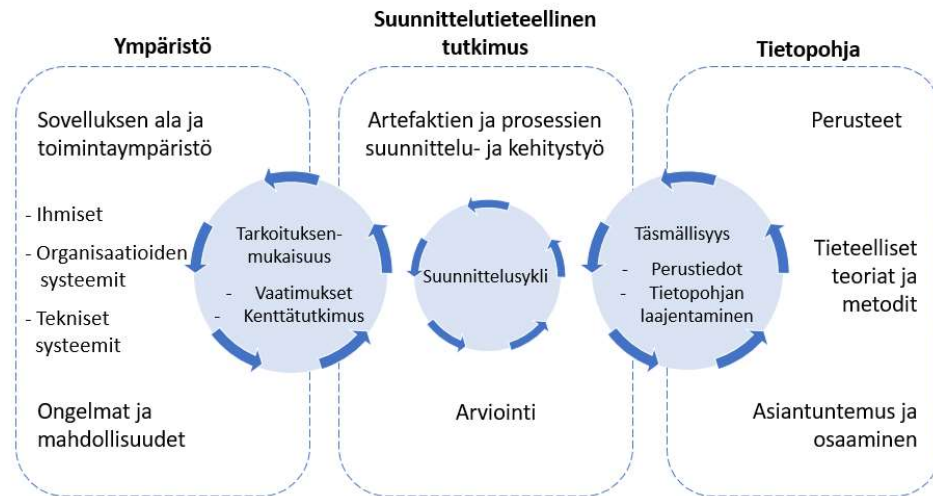 Ympäristö
Suunnittelutieteellinen
tutkimus
Tietopohja
Sovelluksen ala ja
toimintaympäristö
- Ihmiset
- Organisaatioiden
systeemit
- Tekniset
systeemit
Ongelmat ja
mahdollisuudet
Tarkoituksen-
mukaisuus
- Vaatimukset
- Kenttätutkimus
Artefaktien ja prosessien
suunnittelu- ja kehitystyö
Suunnittelusykli
Arviointi
Täsmällisyys
- Perustiedot
- Tietopohjan
laajentaminen
Perusteet
Tieteelliset
teoriat ja
metodit
Asiantuntemus ja
osaaminen